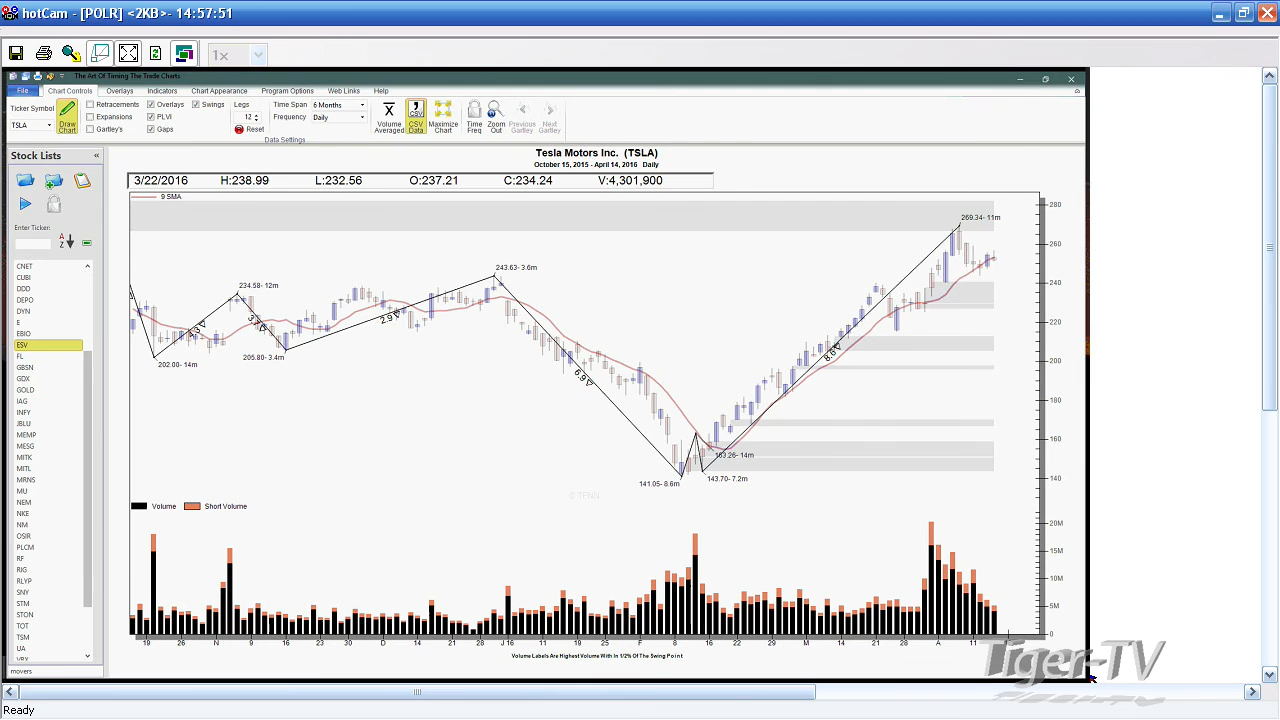 hotCam - [POLR] <2KB>- 14:57:51
1x
The Art Of Timing The Trade Charts
File Chart Controls Overlays Indicators Chart Appearance Program Options Web Links Help
Ticker Symbol
TSLA
Draw Chart
Retracements
Expansions
Gartley's
Overlays
PLVI
Gaps
Swings
Legs
12
Reset
Time Span 6 Months
Frequency Daily
Volume Averaged
CSV
CSV Data
Maximize Chart
Time Freq
Zoom Out
Previous Gartley
Next Gartley
Data Settings
Stock Lists
Enter Ticker:
A
Z
CNET
CUBI
DDD
DEPO
DYN
E
EBIO
ESV
FL
GBSN
GDX
GOLD
IAG
INFY
JBLU
MEMP
MESG
MITK
MITL
MRNS
MU
NEM
NKE
NM
OSIR
PLCM
RF
RIG
RLYP
SNY
STM
STON
TOT
TSM
UA
movers
Tesla Motors Inc. (TSLA)
October 15, 2015 - April 14, 2016 Daily
3/22/2016 H:238.99 L:232.56 O:237.21 C:234.24 V:4,301,900
9 SMA
280
260
240
220
200
180
160
140
269.34- 11m
243.63- 3.6m
234.58- 12m
2.9
205.80- 3.4m
202.00- 14m
6.9
8.6
163.26- 14m
143.70- 7.2m
141.05- 8.6m
© TENN
Volume Short Volume
20M
15M
10M
5M
0
19 26 N 9 16 23 30 D 14 21 28 J 16 11 19 25 F 8 16 22 29 M 14 21 28 A 11
Volume Labels Are Highest Volume With In 1/2% Of The Swing Point
Tiger-TV
Ready